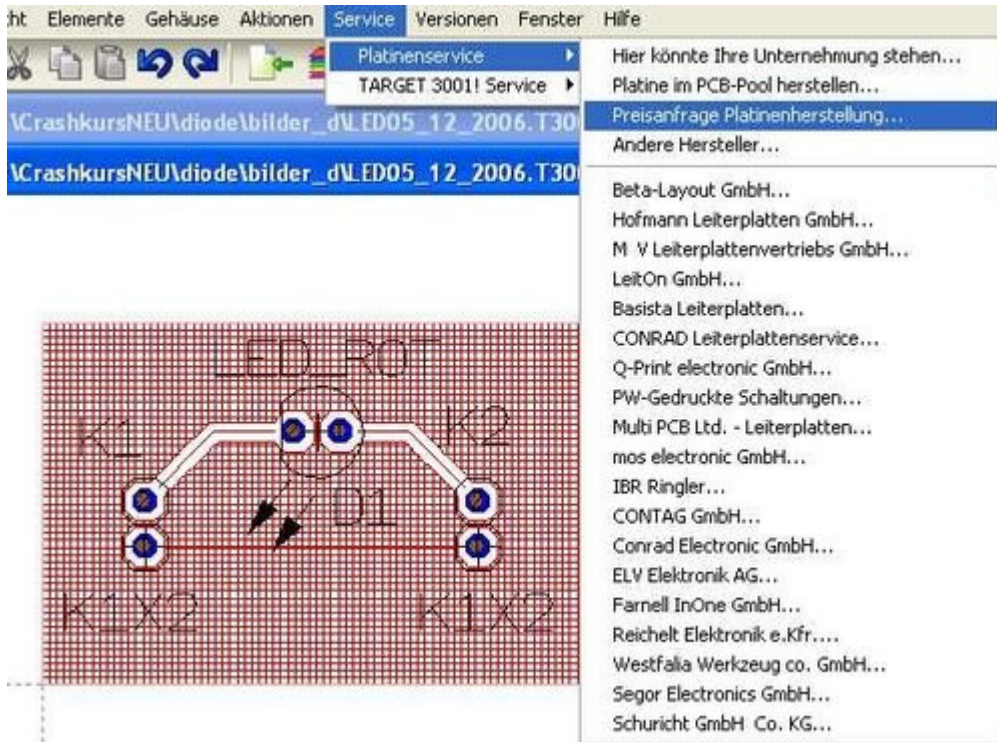 ht Elemente Gehäuse Aktionen Service Versionen Fenster Hilfe
Platinenservice
TARGET 3001! Service
Hier könnte Ihre Unternehmung stehen...
Platine im PCB-Pool herstellen...
Preisanfrage Platinenherstellung...
Andere Hersteller...
Beta-Layout GmbH...
Hofmann Leiterplatten GmbH...
M V Leiterplattenvertriebs GmbH...
LeitOn GmbH...
Basista Leiterplatten...
CONRAD Leiterplattenservice...
Q-Print electronic GmbH...
PW-Gedruckte Schaltungen...
Multi PCB Ltd. - Leiterplatten...
mos electronic GmbH...
IBR Ringler...
CONTAG GmbH...
Conrad Electronic GmbH...
ELV Elektronik AG...
Farnell InOne GmbH...
Reichelt Elektronik e.Kfr....
Westfalia Werkzeug co. GmbH...
Segor Electronics GmbH...
Schuricht GmbH Co. KG...
\CrashkursNEU\diode\bilder_d\LED05_12_2006.T30
\CrashkursNEU\diode\bilder_d\LED05_12_2006.T30
LED_ROT
K1 K2
D1
K1X2 K1X2